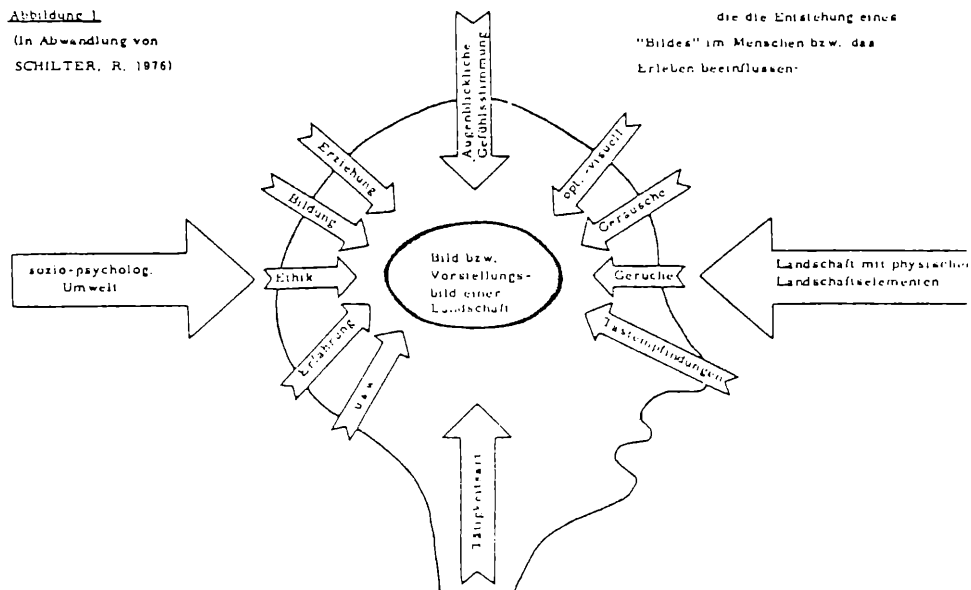 Abbildung 1
(In Abwandlung von
SCHILTER, R. 1976)
die die Entstehung eines
"Bildes" im Menschen bzw. das
Erleben beeinflussen
Augenblickliche
Gefühlsstimmung
Erziehung
Bildung
Ethik
Erfahrung
usw
opt.-visuell
Geräusche
Gerüche
Tastempfindungen
sozio-psycholog.
Umwelt
Bild bzw.
Vorstellungs-
bild einer
Landschaft
Landschaft mit physischen
Landschaftselementen
Tätigkeitsart